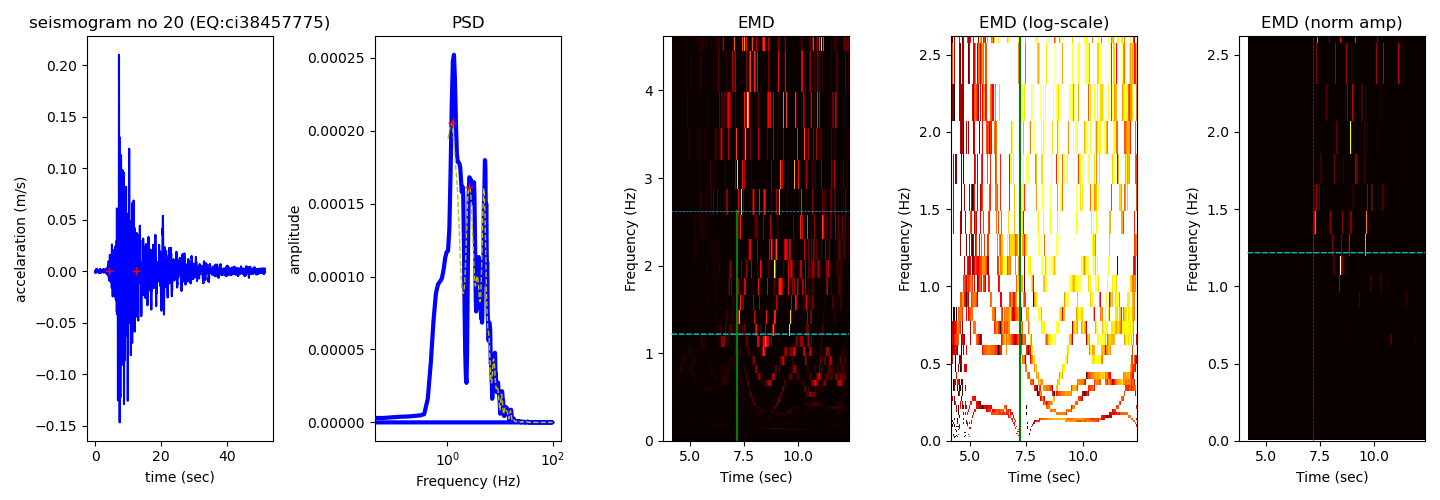 seismogram no 20 (EQ:ci38457775)
accelaration (m/s)
0.20
0.15
0.10
0.05
0.00
−0.05
−0.10
−0.15
0 20 40
time (sec)
PSD
amplitude
0.00025
0.00020
0.00015
0.00010
0.00005
0.00000
10^0 10^2
Frequency (Hz)
EMD
Frequency (Hz)
4
3
2
1
0
5.0 7.5 10.0
Time (sec)
EMD (log-scale)
Frequency (Hz)
2.5
2.0
1.5
1.0
0.5
0.0
5.0 7.5 10.0
Time (sec)
EMD (norm amp)
Frequency (Hz)
2.5
2.0
1.5
1.0
0.5
0.0
5.0 7.5 10.0
Time (sec)